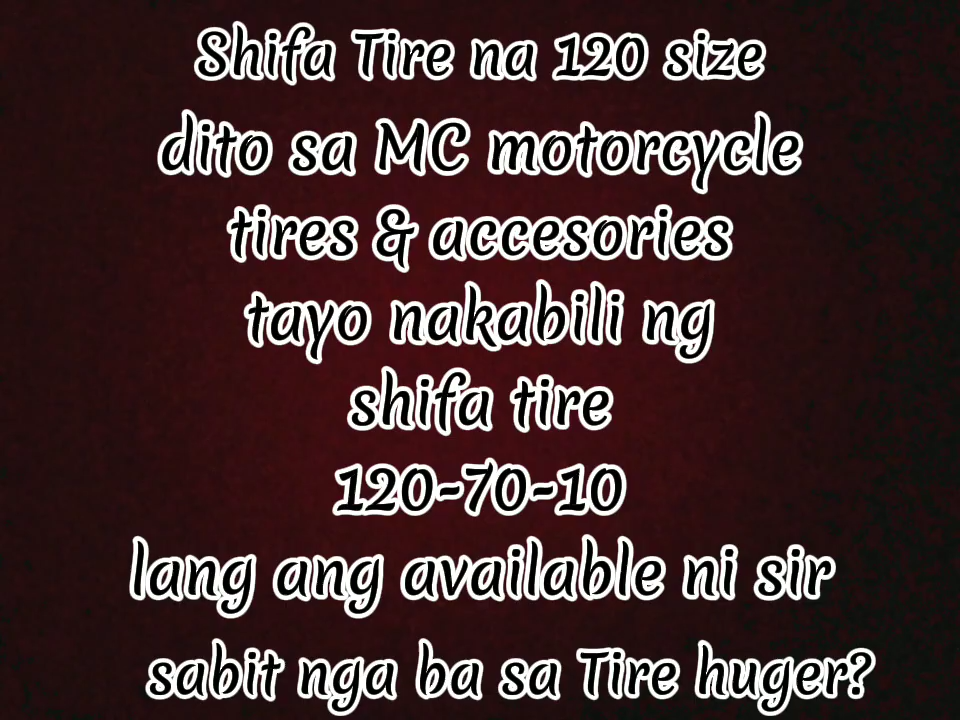 Shifa Tire na 120 size
dito sa MC motorcycle
tires & accesories
tayo nakabili ng
shifa tire
120-70-10
lang ang available ni sir
sabit nga ba sa Tire huger?